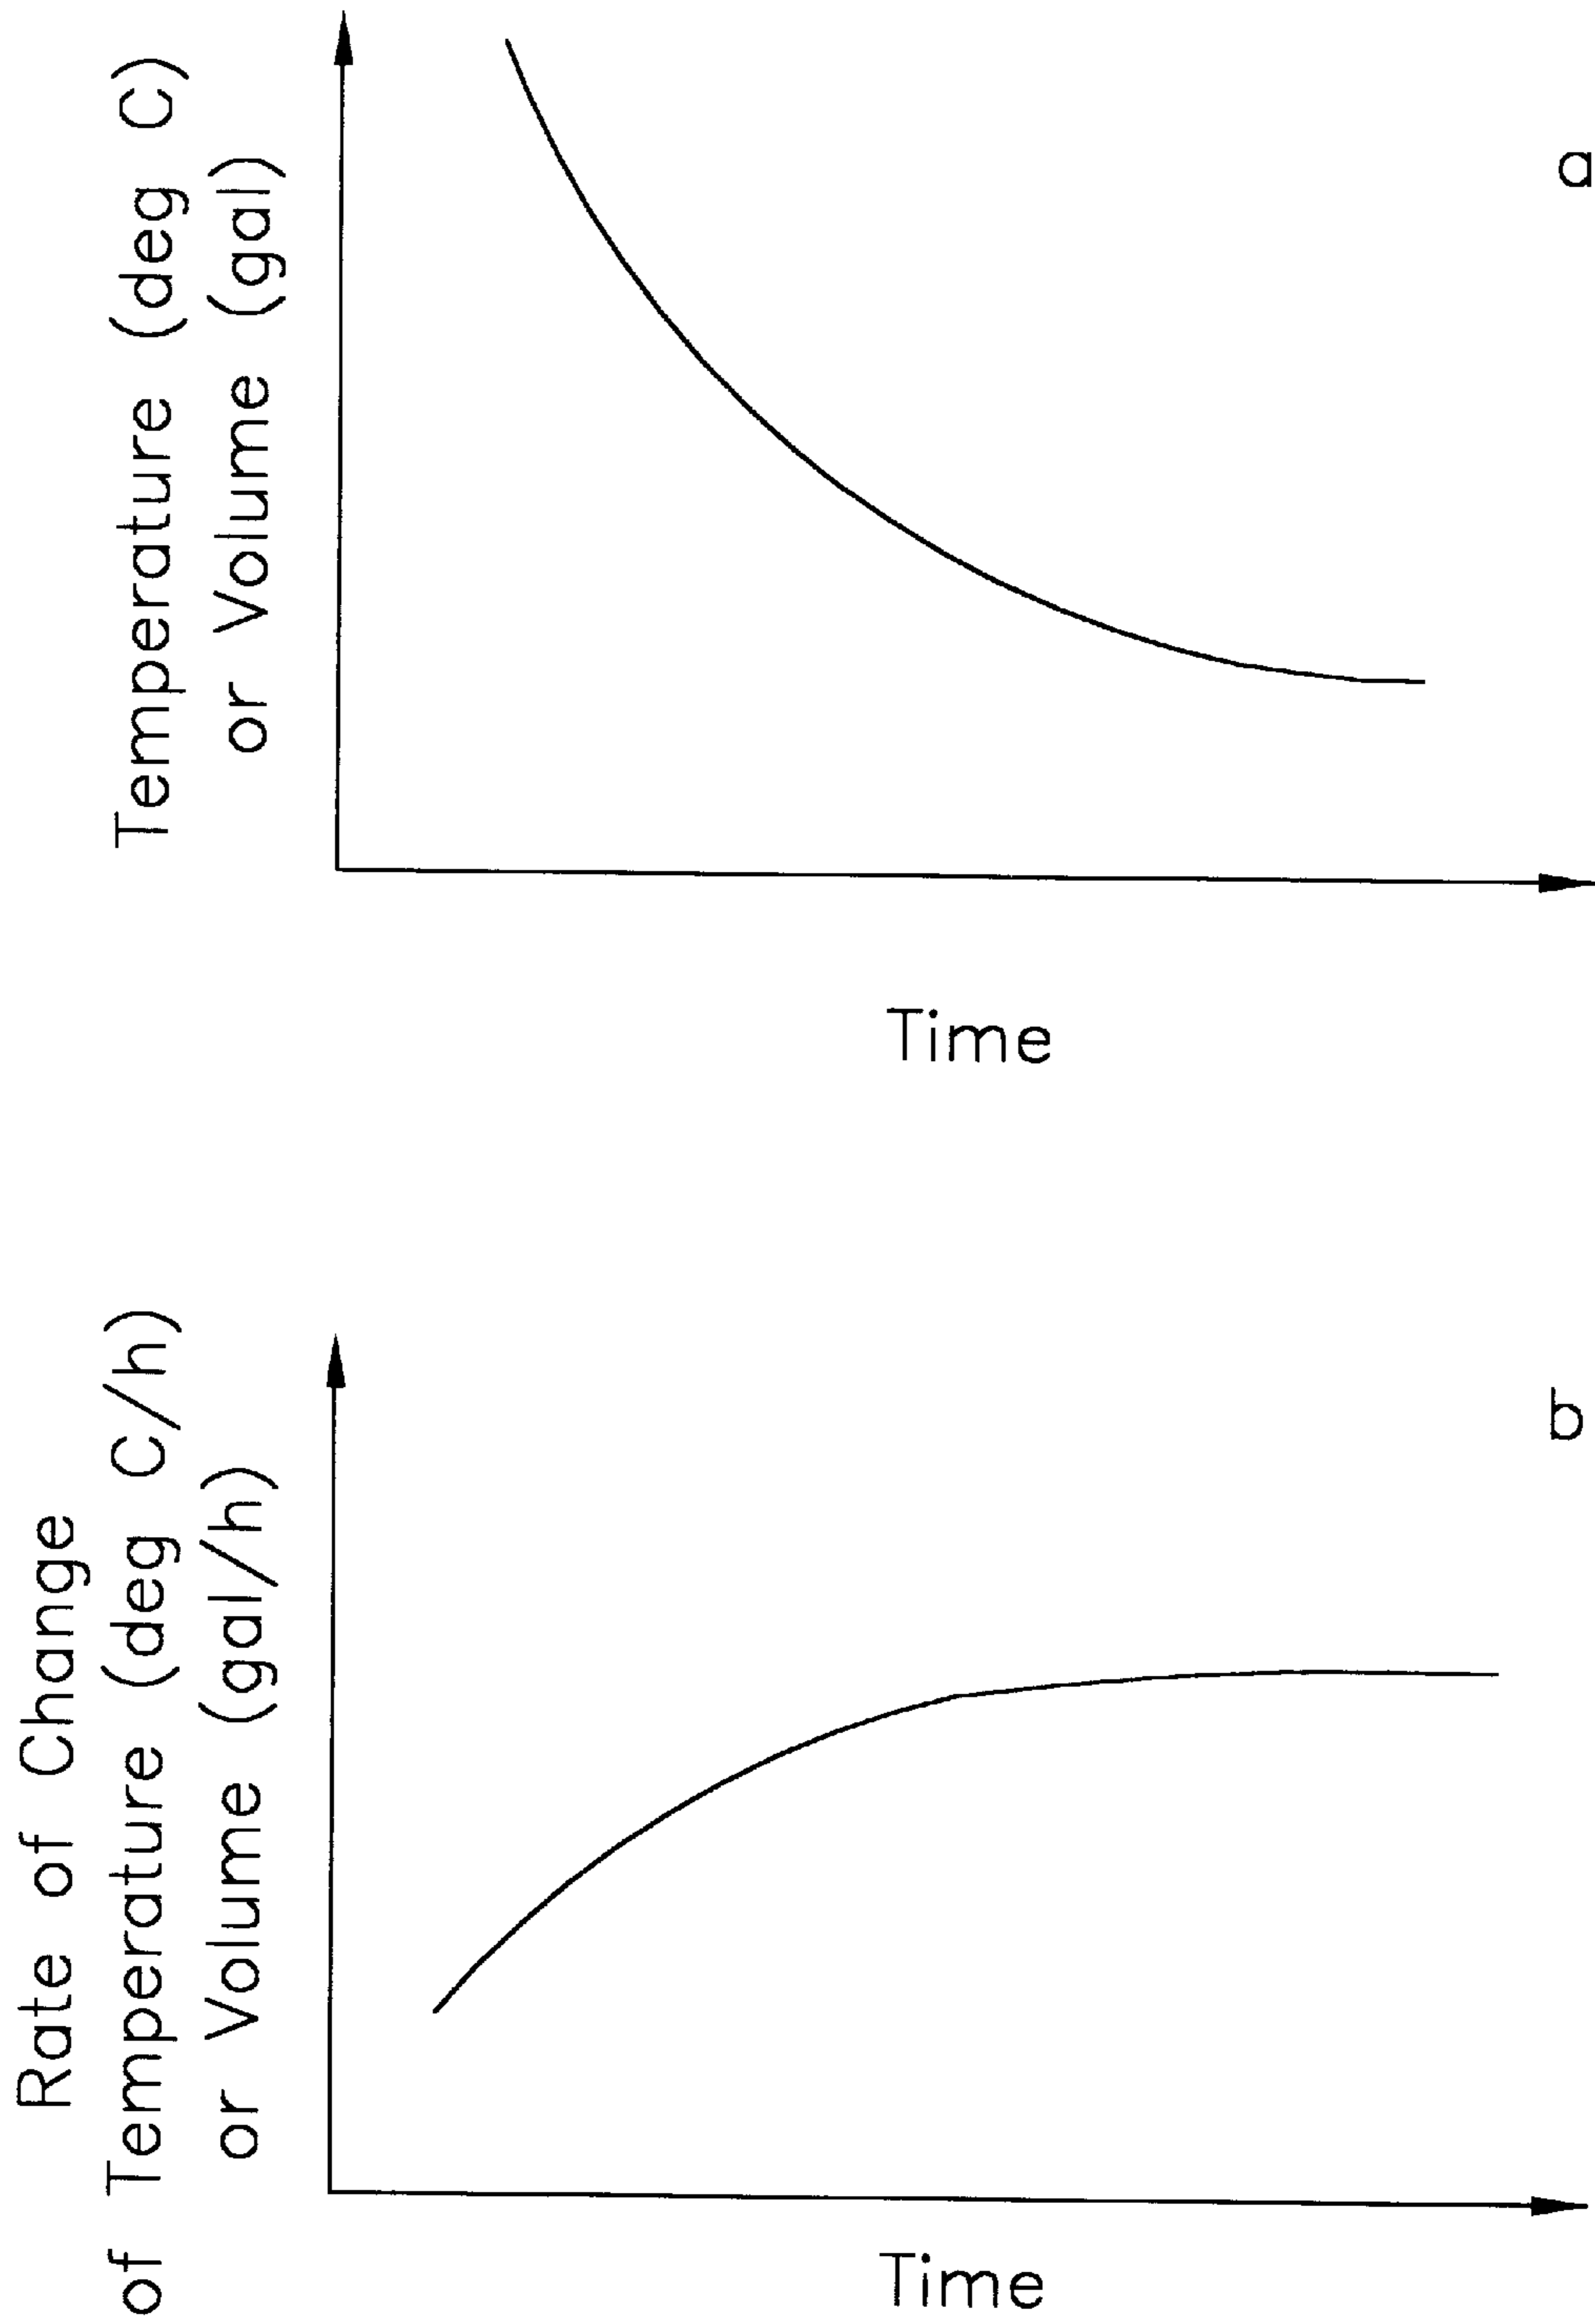 Temperature (deg C)
or Volume (gal)
a
Time
Rate of Change
of Temperature (deg C/h)
or Volume (gal/h)
b
Time